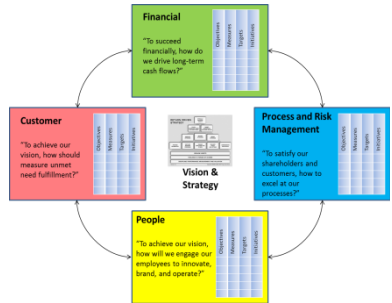 Financial
"To succeed
financially, how do
we drive long-term
cash flows?"
Objectives
Measures
Targets
Initiatives
Customer
"To achieve our
vision, how should
measure unmet
need fulfillment?"
Objectives
Measures
Targets
Initiatives
Vision &
Strategy
Process and Risk
Management
"To satisfy our
shareholders and
customers, how to
excel at our
processes?"
Objectives
Measures
Targets
Initiatives
People
"To achieve our vision,
how will we engage our
employees to innovate,
brand, and operate?"
Objectives
Measures
Targets
Initiatives